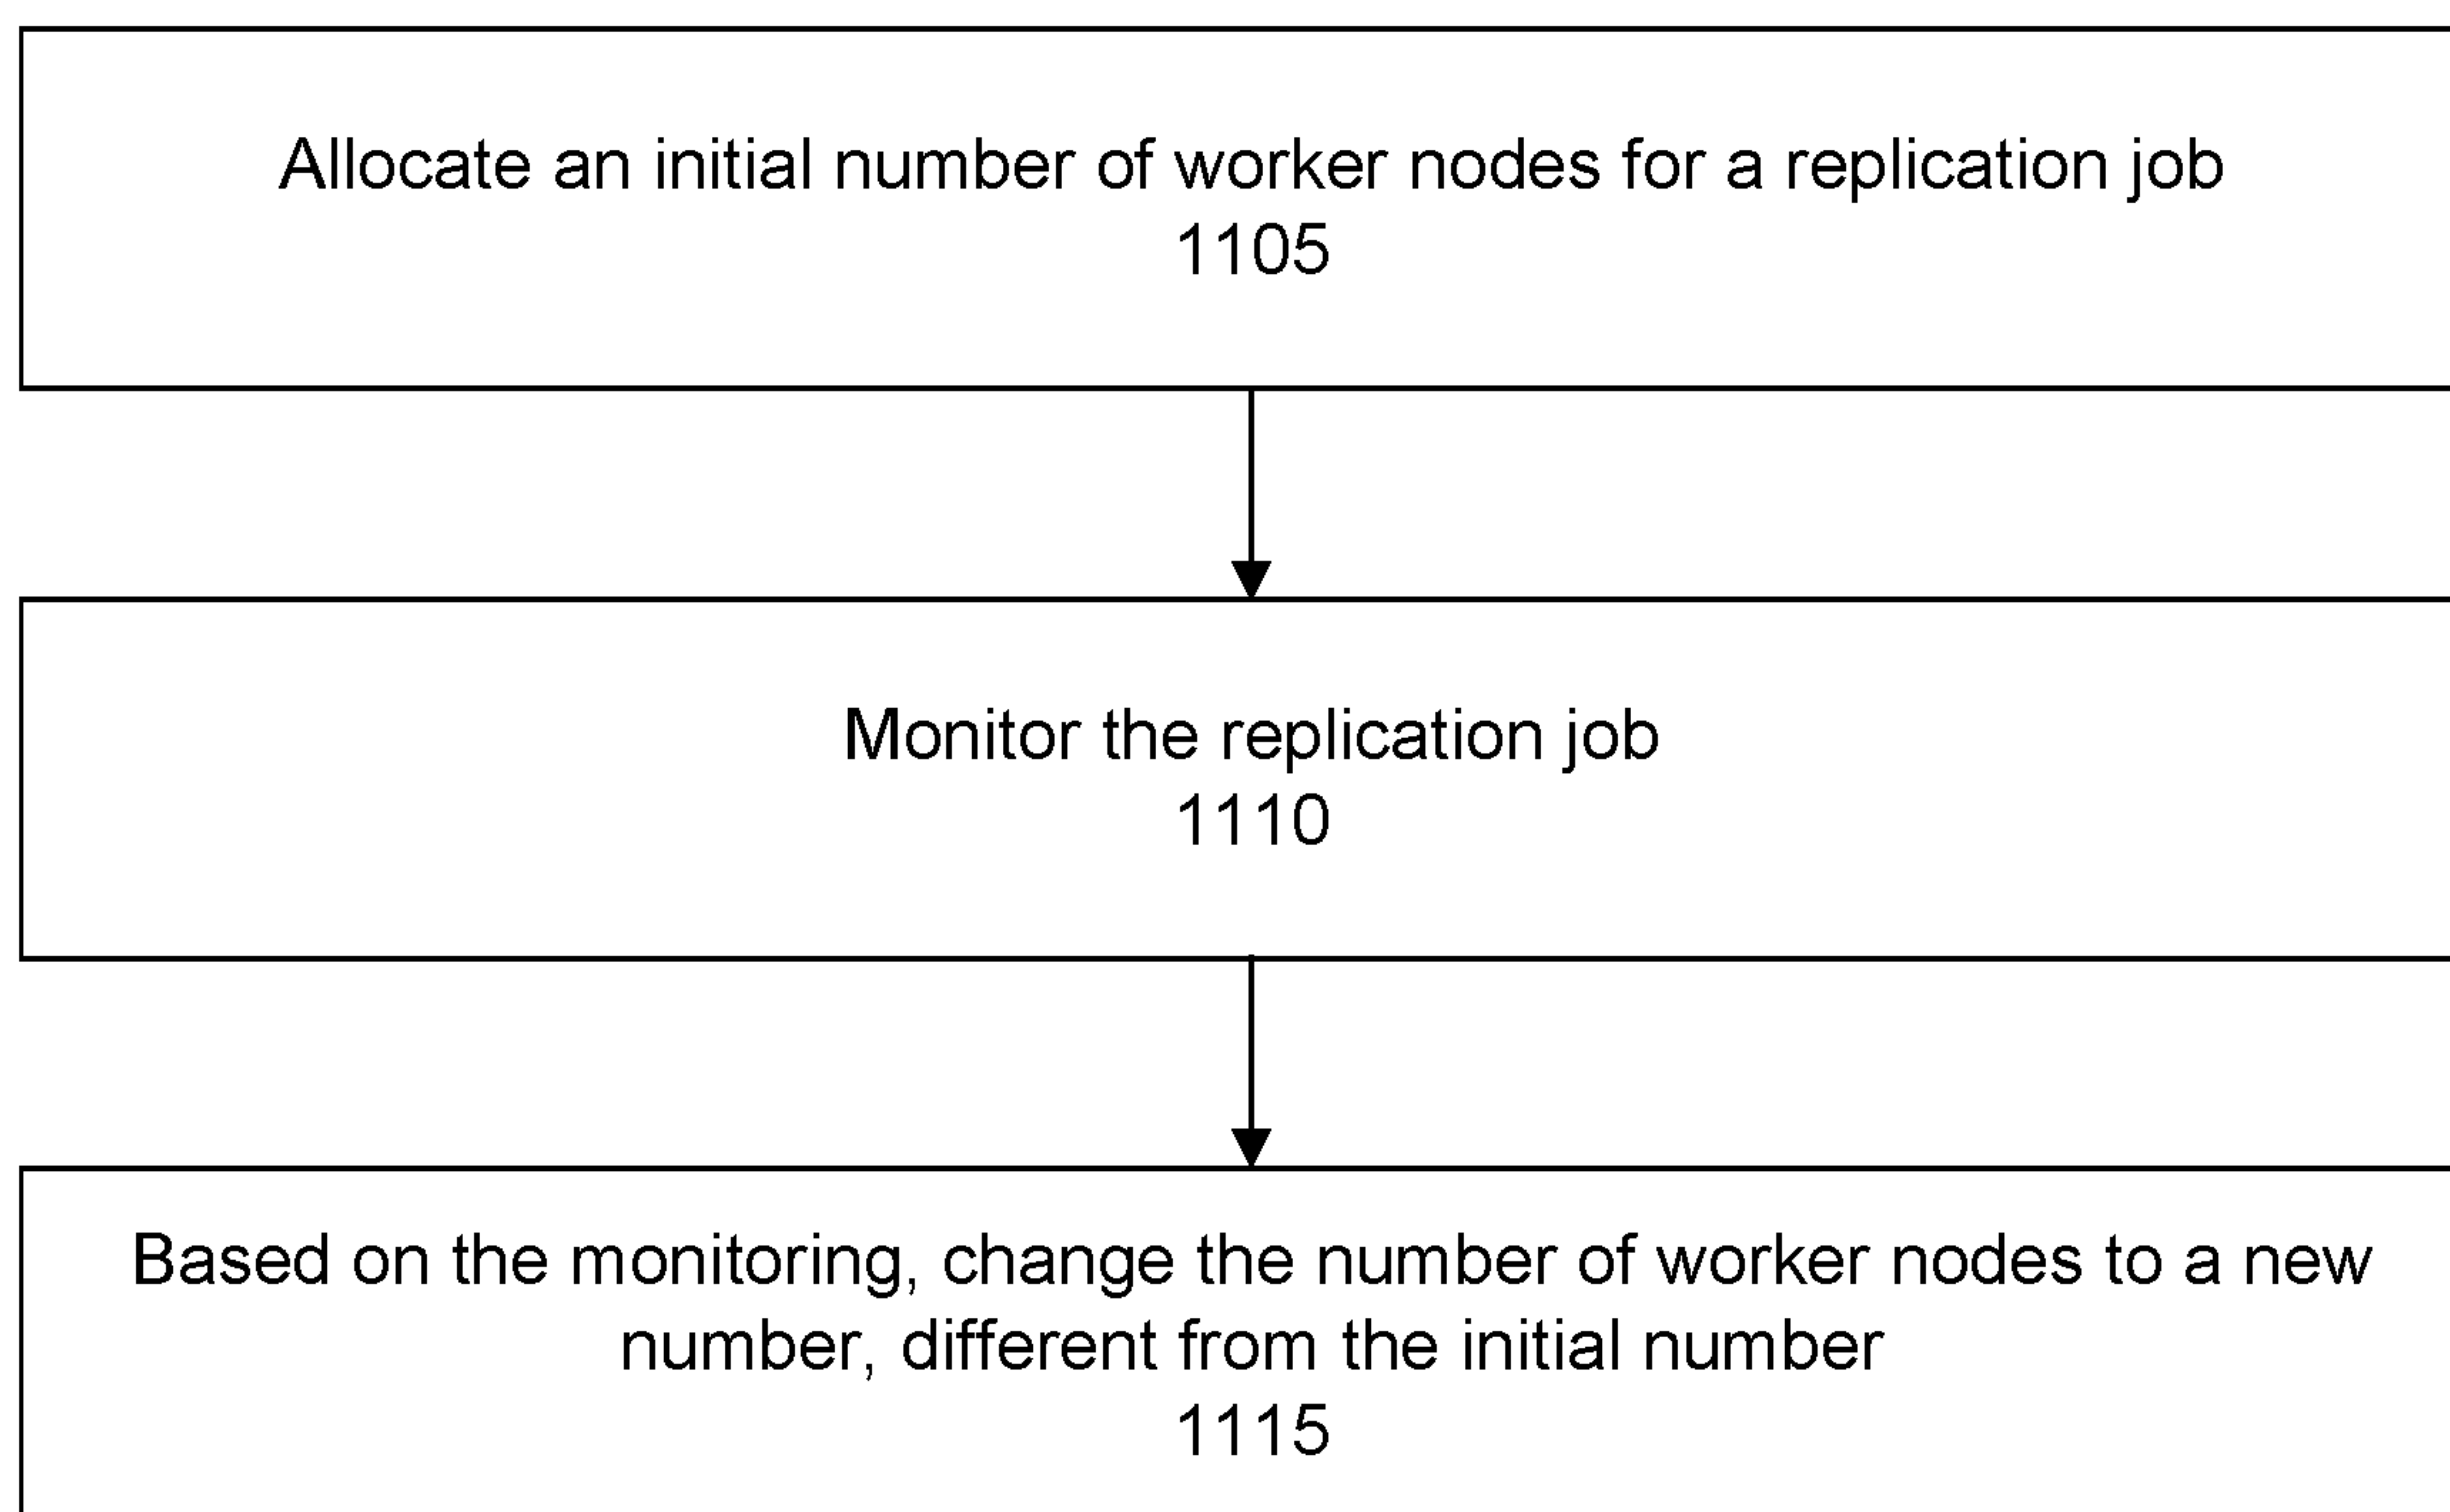 Allocate an initial number of worker nodes for a replication job
1105
Monitor the replication job
1110
Based on the monitoring, change the number of worker nodes to a new
number, different from the initial number
1115